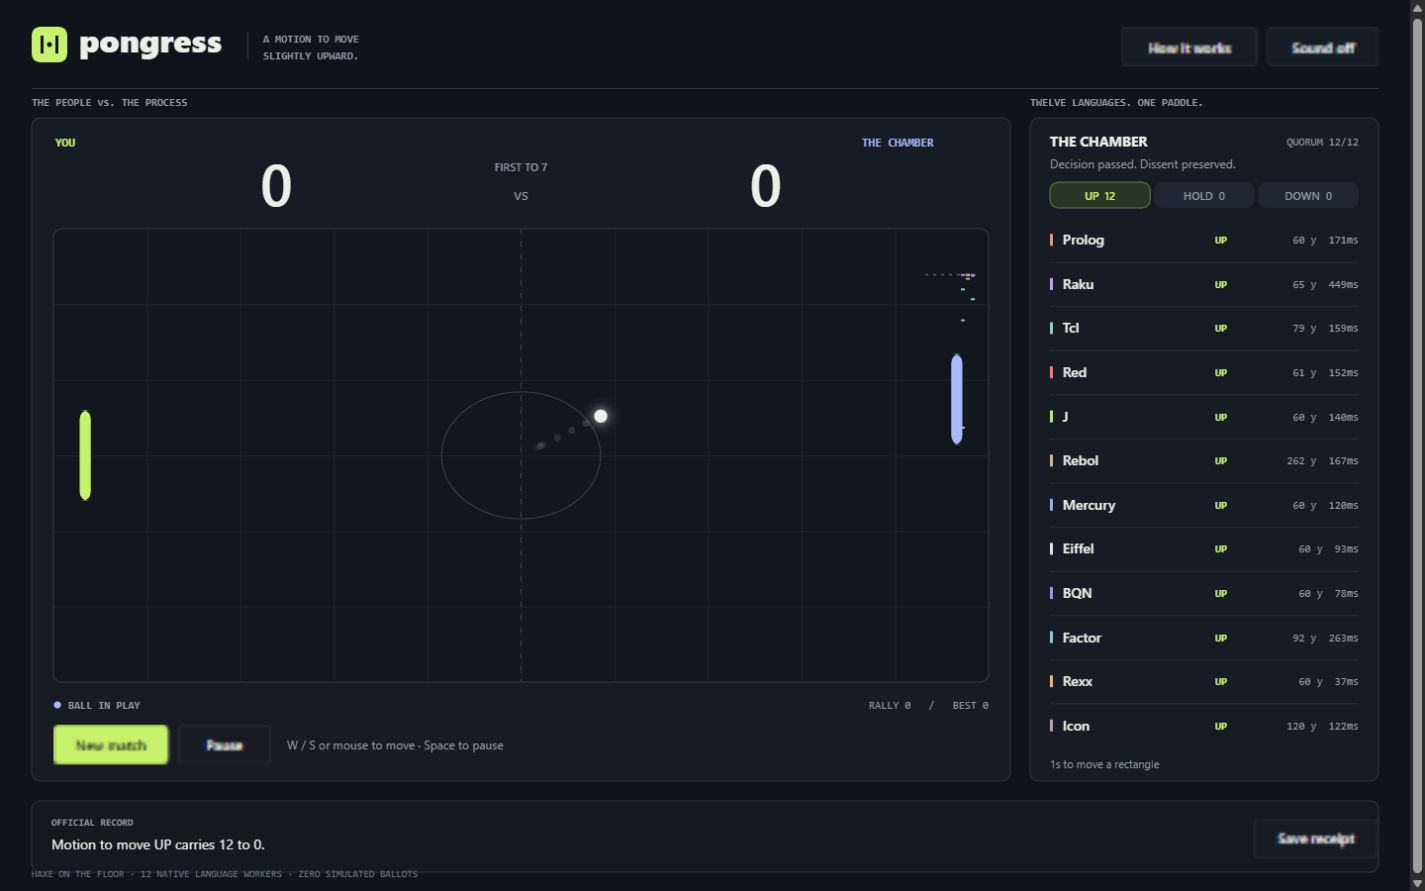 pongress
A MOTION TO MOVE
SLIGHTLY UPWARD.
How it works
Sound off
THE PEOPLE vs. THE PROCESS
YOU
THE CHAMBER
0
FIRST TO 7
VS
0
BALL IN PLAY
RALLY 0 / BEST 0
New match
Pause
W / S or mouse to move · Space to pause
TWELVE LANGUAGES. ONE PADDLE.
THE CHAMBER
QUORUM 12/12
Decision passed. Dissent preserved.
UP 12
HOLD 0
DOWN 0
Prolog UP 60 y 171ms
Raku UP 65 y 449ms
Tcl UP 79 y 159ms
Red UP 61 y 152ms
J UP 60 y 140ms
Rebol UP 262 y 167ms
Mercury UP 60 y 120ms
Eiffel UP 60 y 93ms
BQN UP 60 y 78ms
Factor UP 92 y 263ms
Rexx UP 60 y 37ms
Icon UP 120 y 122ms
1s to move a rectangle
OFFICIAL RECORD
Motion to move UP carries 12 to 0.
Save receipt
HAXE ON THE FLOOR · 12 NATIVE LANGUAGE WORKERS · ZERO SIMULATED BALLOTS